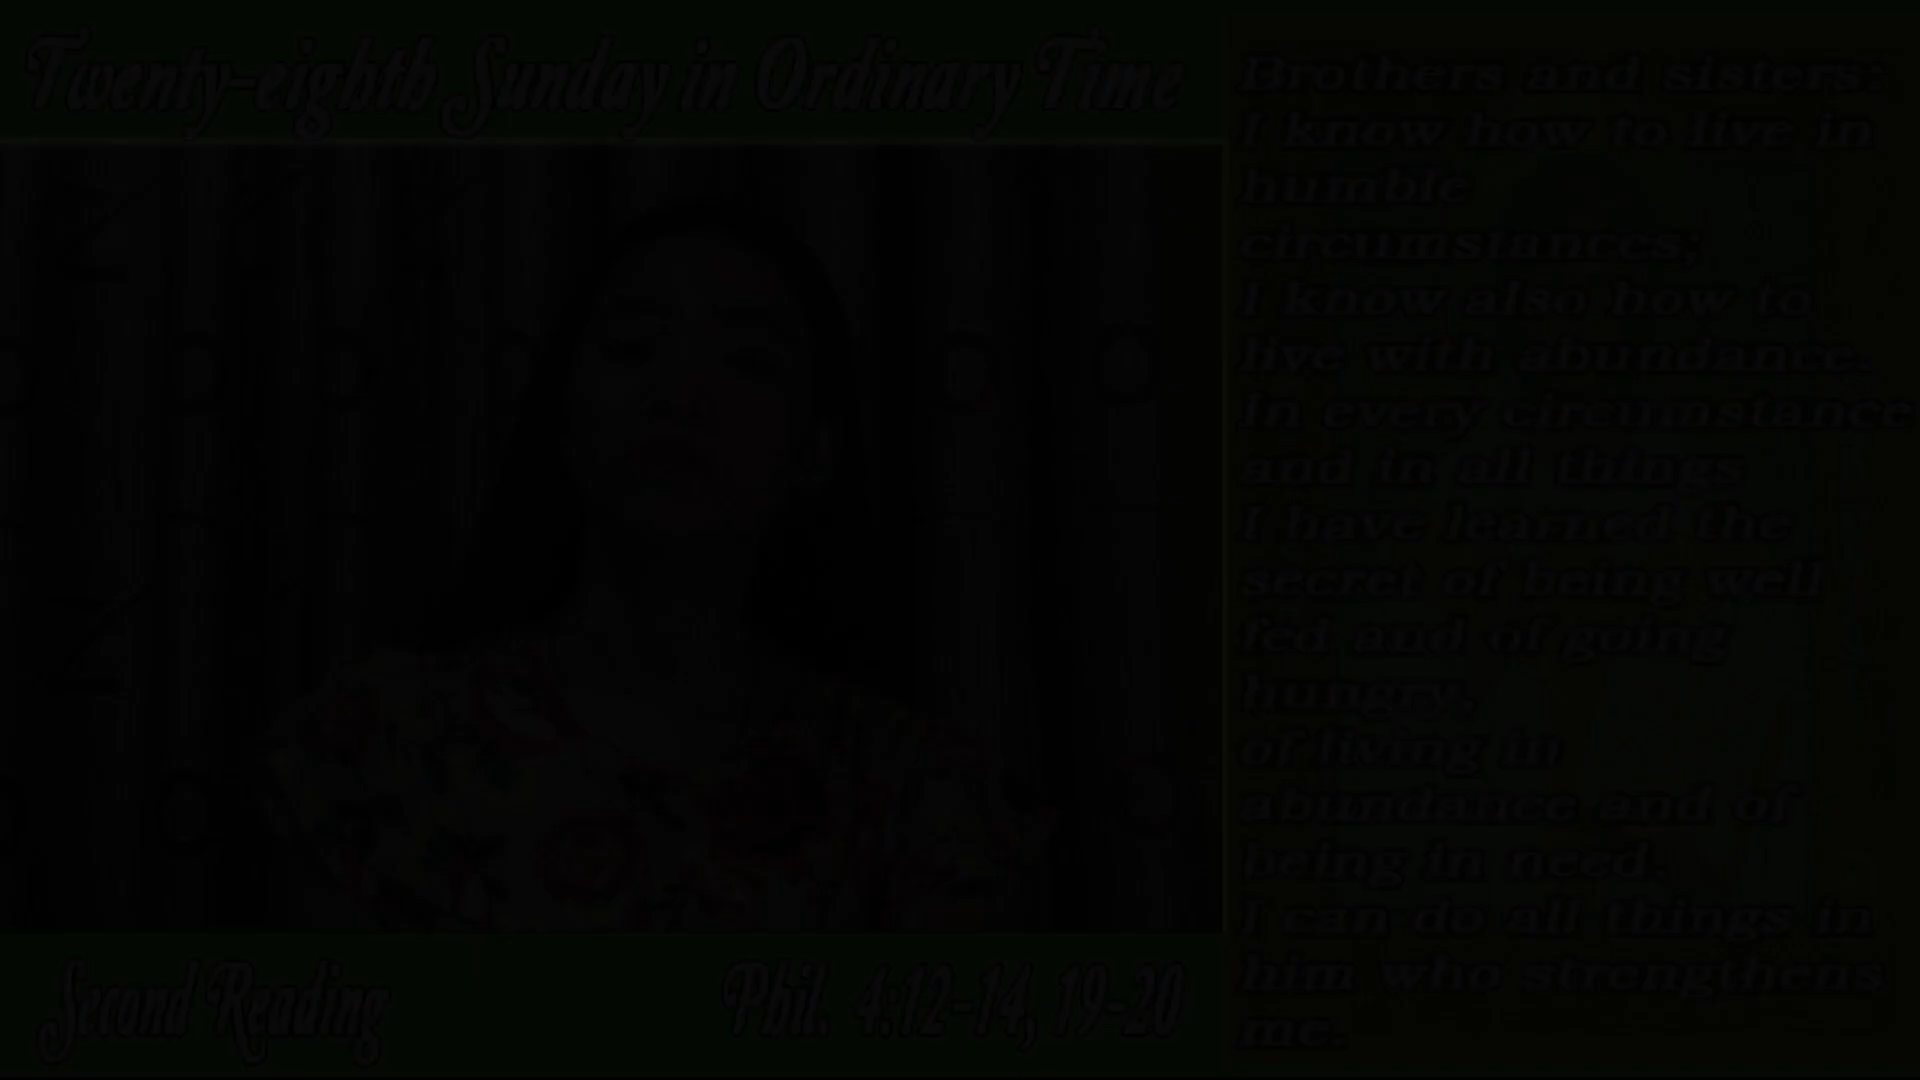 Twenty-eighth Sunday in Ordinary Time
Brothers and sisters:
I know how to live in
humble
circumstances;
I know also how to
live with abundance.
In every circumstance
and in all things
I have learned the
secret of being well
fed and of going
hungry,
of living in
abundance and of
being in need.
I can do all things in
him who strengthens
me.
Second Reading
Phil. 4:12-14, 19-20